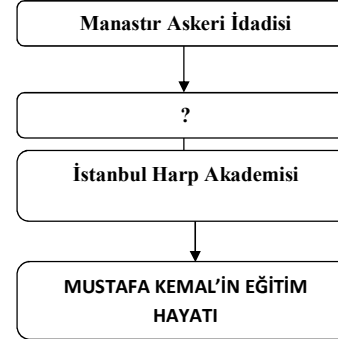 Manastır Askeri İdadisi
?
İstanbul Harp Akademisi
MUSTAFA KEMAL’İN EĞİTİM
HAYATI